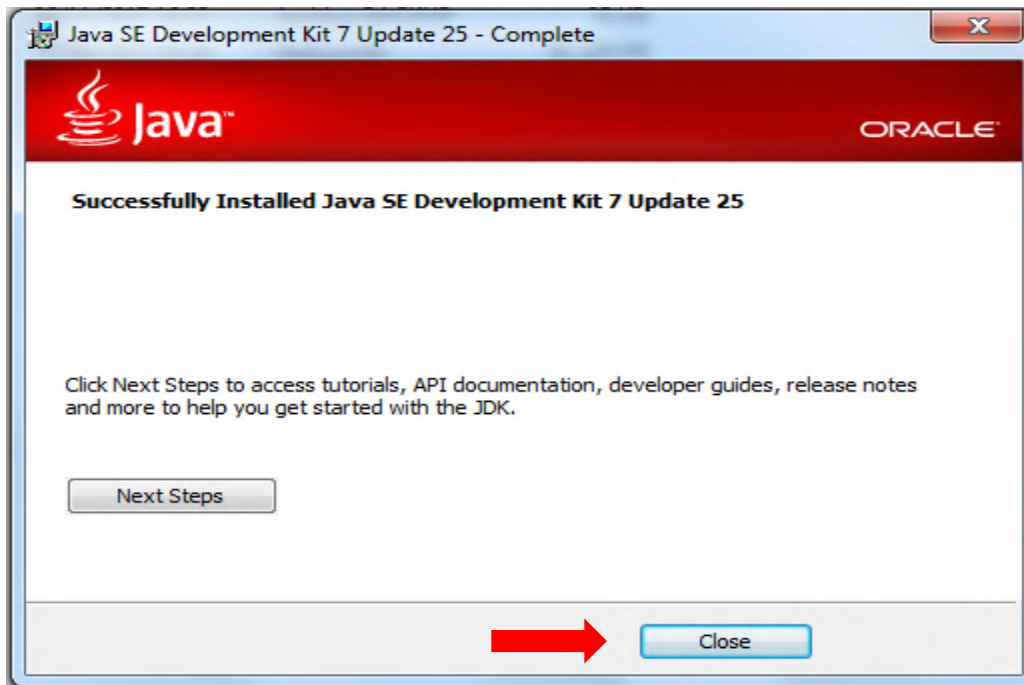 Java SE Development Kit 7 Update 25 - Complete
Java™
ORACLE
Successfully Installed Java SE Development Kit 7 Update 25
Click Next Steps to access tutorials, API documentation, developer guides, release notes
and more to help you get started with the JDK.
Next Steps
Close